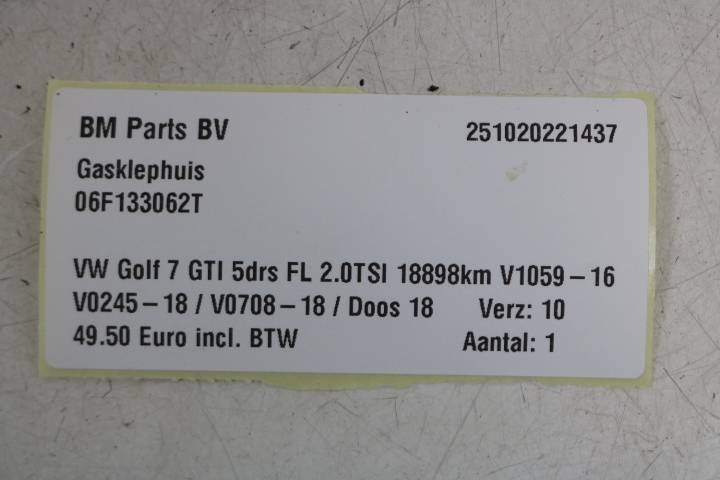 BM Parts BV 251020221437
Gasklephuis
06F133062T
VW Golf 7 GTI 5drs FL 2.0TSI 18898km V1059-16
V0245-18 / V0708-18 / Doos 18 Verz: 10
49.50 Euro incl. BTW Aantal: 1